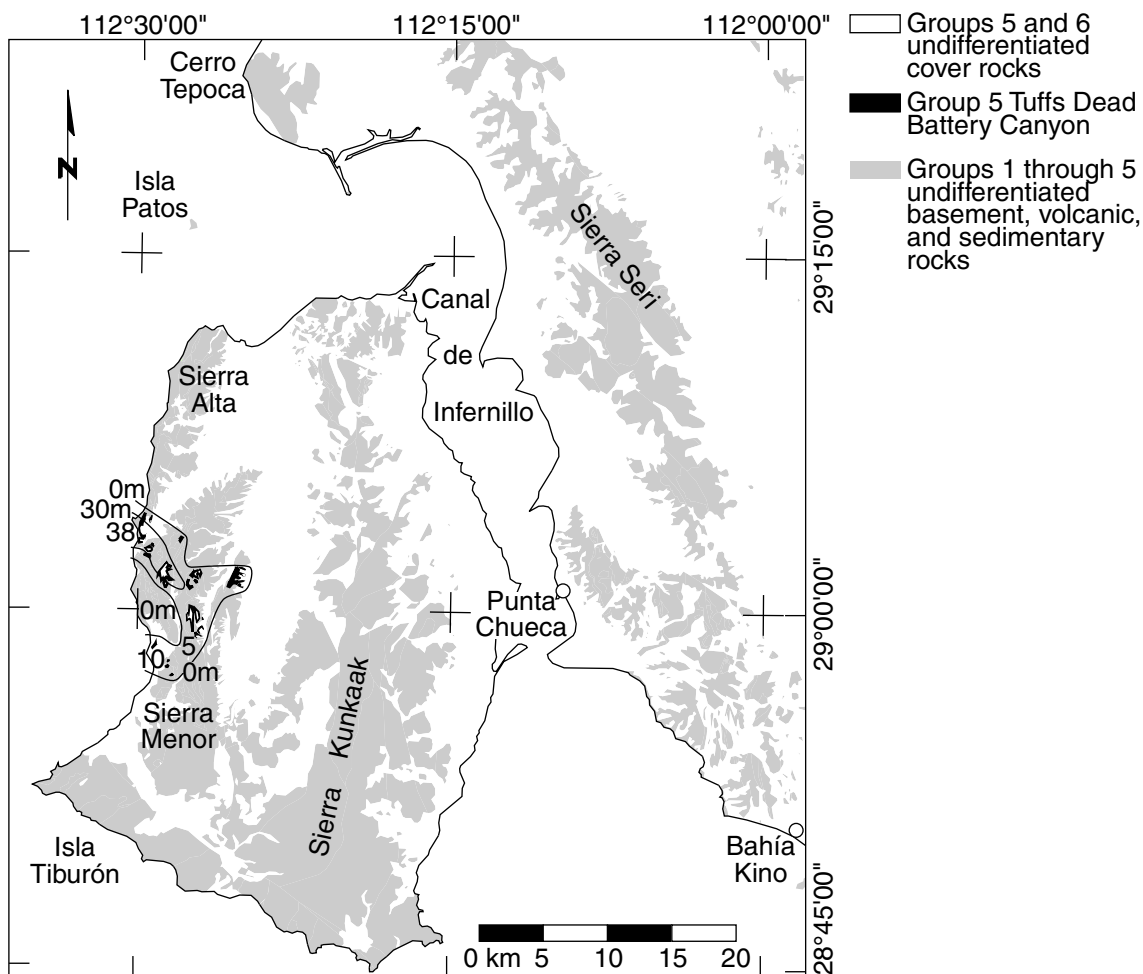 112°30'00"
112°15'00"
112°00'00"
Cerro
Tepoca
N
Isla
Patos
Sierra Seri
29°15'00"
Canal
de
Infernillo
Sierra
Alta
0m
30m
38
0m
5
10
0m
Punta
Chueca
29°00'00"
Sierra
Menor
Sierra Kunkaak
Isla
Tiburón
Bahía
Kino
28°45'00"
0 km 5 10 15 20
Groups 5 and 6
undifferentiated
cover rocks
Group 5 Tuffs Dead
Battery Canyon
Groups 1 through 5
undifferentiated
basement, volcanic,
and sedimentary
rocks